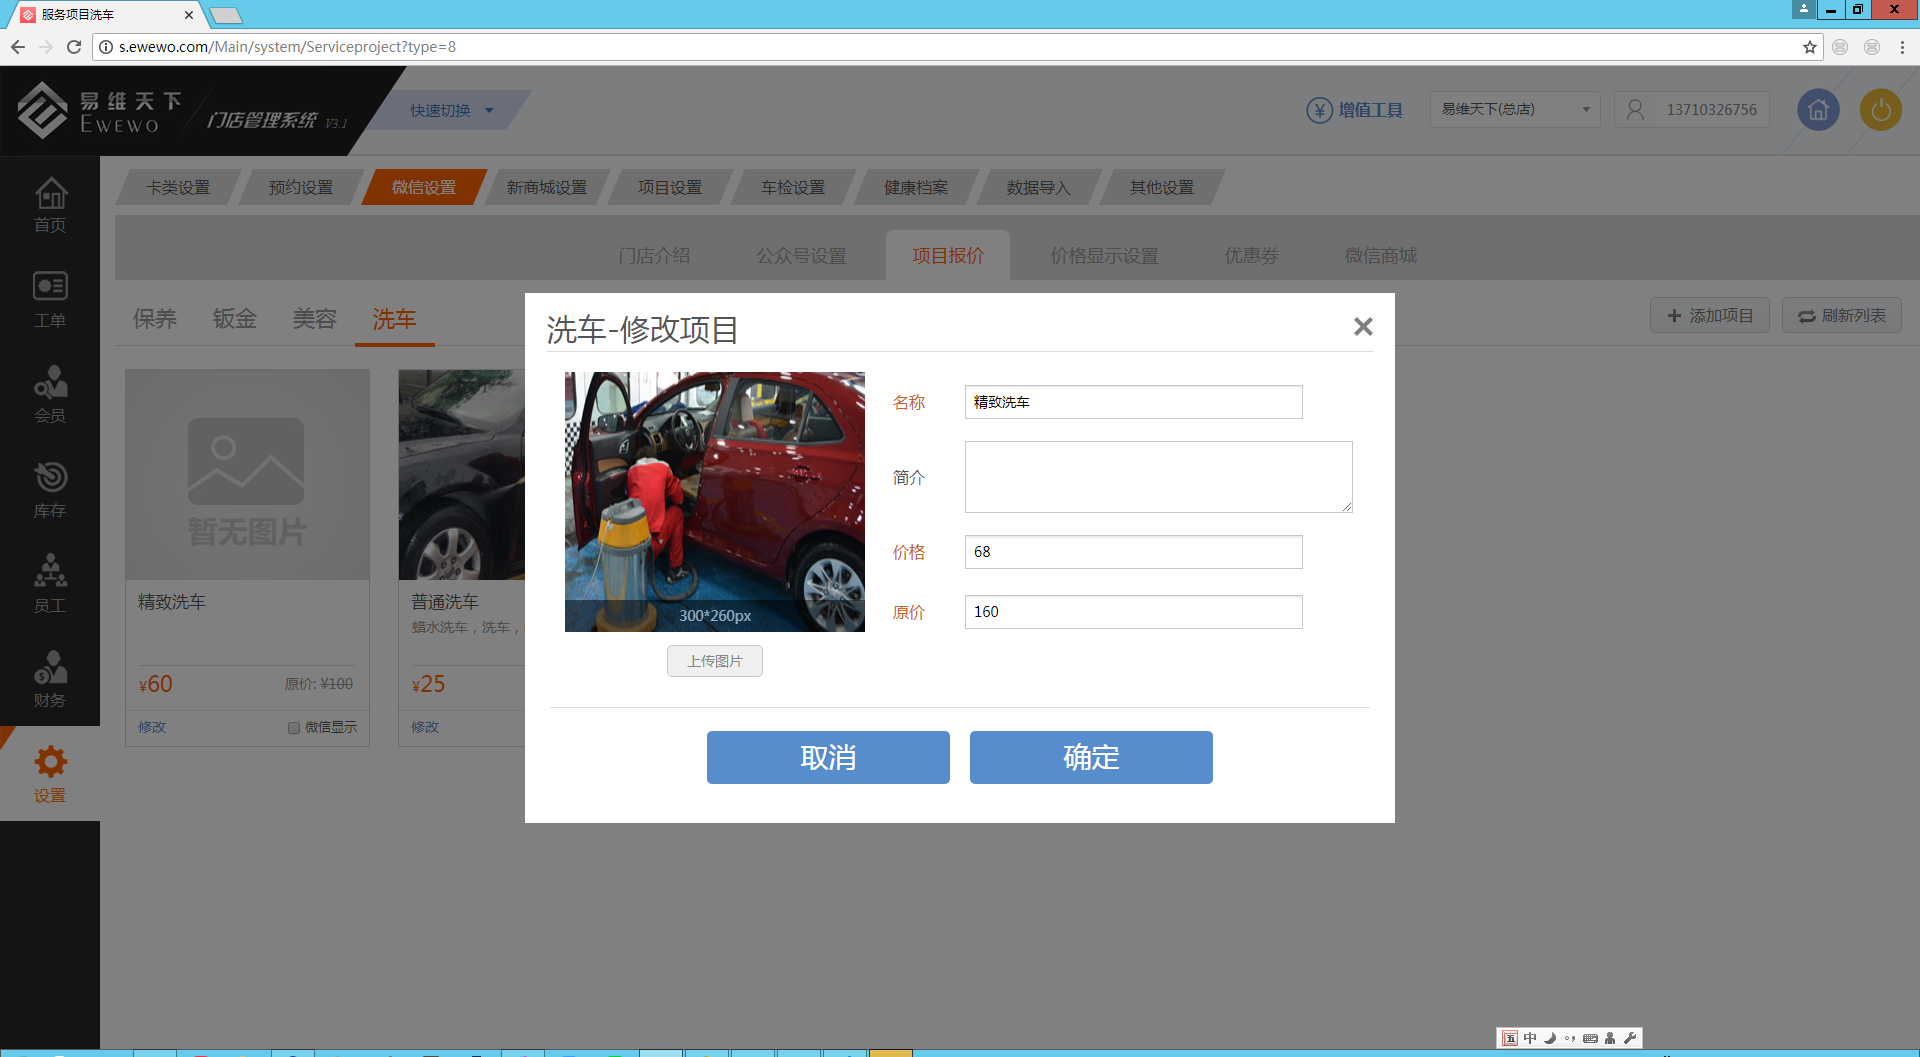 服务项目洗车
s.ewewo.com/Main/system/Serviceproject?type=8
易维天下
EWEWO
门店管理系统 V3.1
快速切换
增值工具
易维天下(总店)
13710326756
首页
工单
会员
库存
员工
财务
设置
卡类设置
预约设置
微信设置
新商城设置
项目设置
车检设置
健康档案
数据导入
其他设置
门店介绍
公众号设置
项目报价
价格显示设置
优惠券
微信商城
保养
钣金
美容
洗车
添加项目
刷新列表
暂无图片
精致洗车
¥60
原价: ¥100
修改
微信显示
普通洗车
蜡水洗车，洗车，
¥25
修改
洗车-修改项目
300*260px
上传图片
名称
精致洗车
简介
价格
68
原价
160
取消
确定
五 中